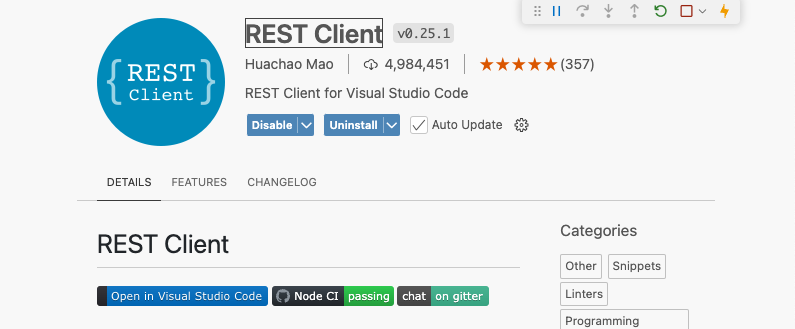 REST Client v0.25.1
{ REST Client }
Huachao Mao 4,984,451 ★★★★★(357)
REST Client for Visual Studio Code
Disable Uninstall Auto Update
DETAILS FEATURES CHANGELOG
REST Client
Categories
Other Snippets
Open in Visual Studio Code Node CI passing chat on gitter
Linters
Programming